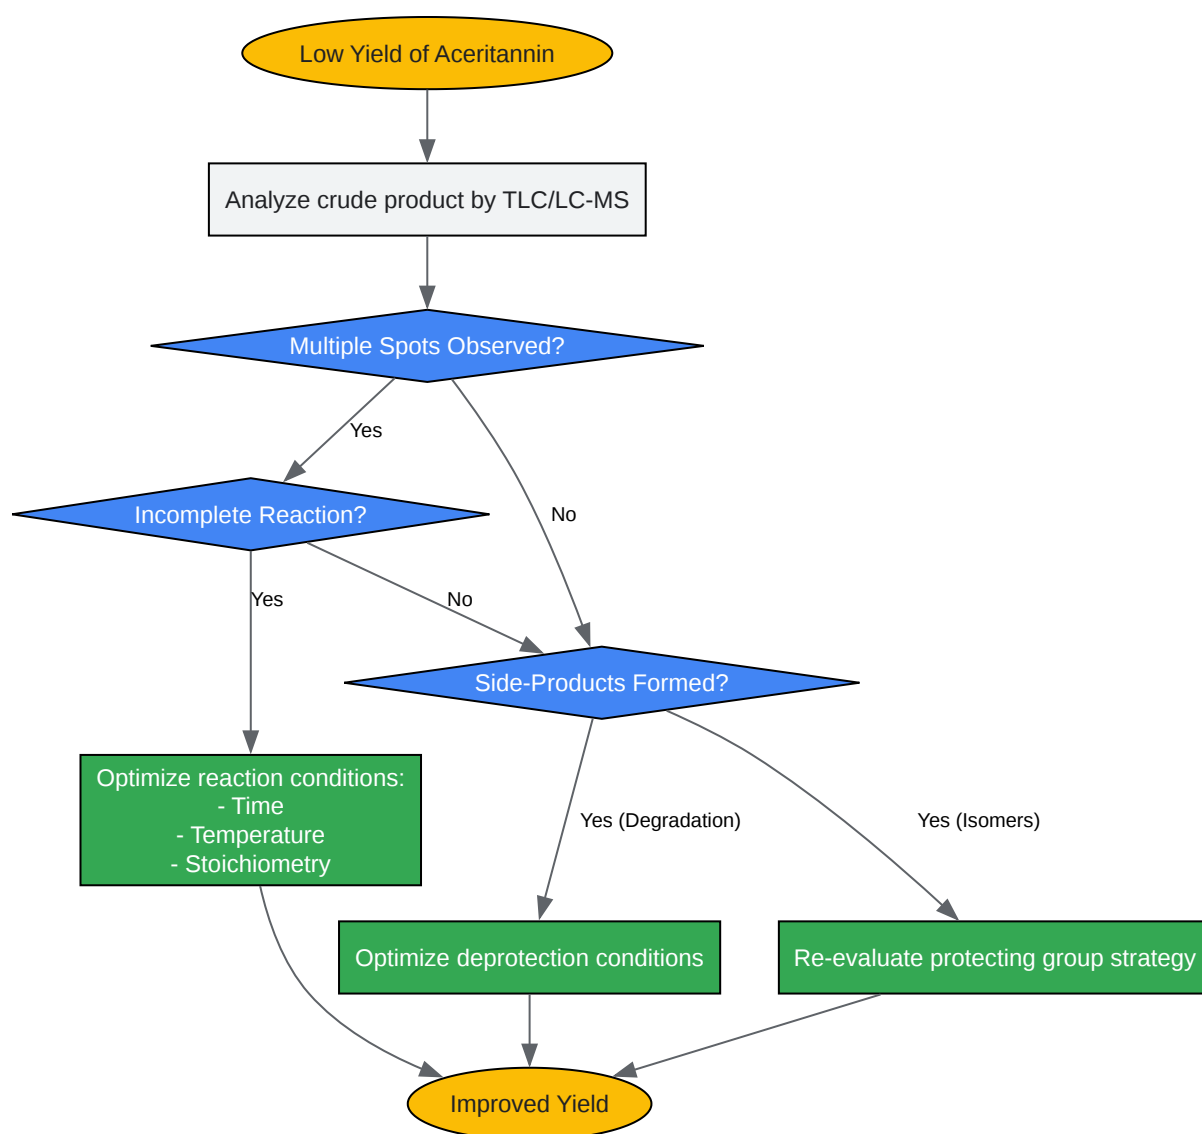 Low Yield of Aceritannin
Analyze crude product by TLC/LC-MS
Multiple Spots Observed?
Yes
No
Incomplete Reaction?
Yes
No
Side-Products Formed?
Optimize reaction conditions:
- Time
- Temperature
- Stoichiometry
Yes (Degradation)
Yes (Isomers)
Optimize deprotection conditions
Re-evaluate protecting group strategy
Improved Yield